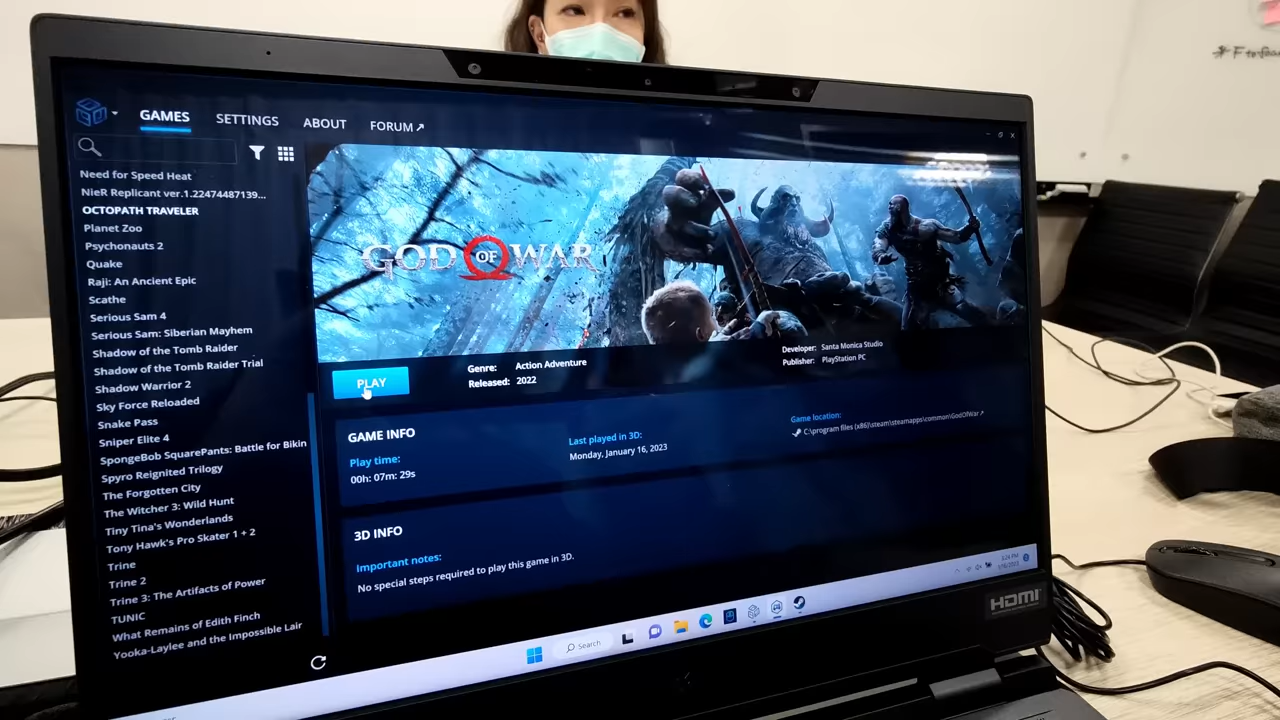 GAMES SETTINGS ABOUT FORUM↗
Need for Speed Heat
NieR Replicant ver.1.22474487139...
OCTOPATH TRAVELER
Planet Zoo
Psychonauts 2
Quake
Raji: An Ancient Epic
Scathe
Serious Sam 4
Serious Sam: Siberian Mayhem
Shadow of the Tomb Raider
Shadow of the Tomb Raider Trial
Shadow Warrior 2
Sky Force Reloaded
Snake Pass
Sniper Elite 4
SpongeBob SquarePants: Battle for Bikin
Spyro Reignited Trilogy
The Forgotten City
The Witcher 3: Wild Hunt
Tiny Tina's Wonderlands
Tony Hawk's Pro Skater 1 + 2
Trine
Trine 2
Trine 3: The Artifacts of Power
TUNIC
What Remains of Edith Finch
Yooka-Laylee and the Impossible Lair
GOD OF WAR
PLAY
Genre: Action Adventure
Released: 2022
Developer: Santa Monica Studio
Publisher: PlayStation PC
GAME INFO
Play time:
00h: 07m: 29s
Last played in 3D:
Monday, January 16, 2023
Game location:
C:\program files (x86)\steam\steamapps\common\GodOfWar↗
3D INFO
Important notes:
No special steps required to play this game in 3D.
Search
HDMI